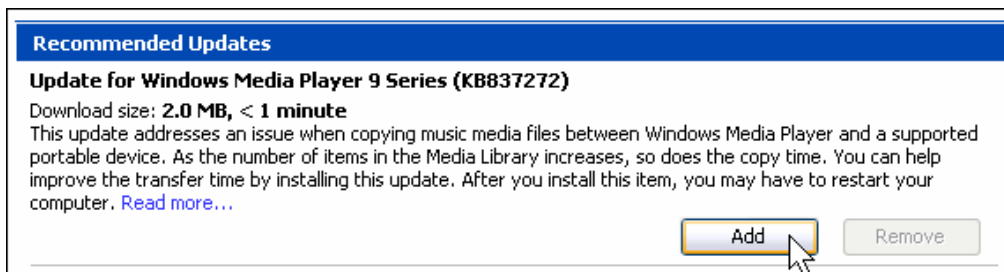 Recommended Updates
Update for Windows Media Player 9 Series (KB837272)
Download size: 2.0 MB, < 1 minute
This update addresses an issue when copying music media files between Windows Media Player and a supported
portable device. As the number of items in the Media Library increases, so does the copy time. You can help
improve the transfer time by installing this update. After you install this item, you may have to restart your
computer. Read more...
Add Remove